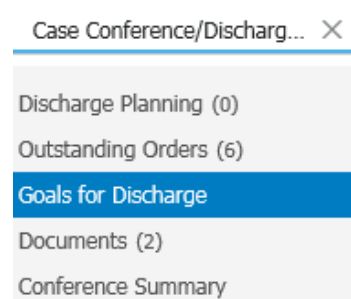 Case Conference/Discharg...
Discharge Planning (0)
Outstanding Orders (6)
Goals for Discharge
Documents (2)
Conference Summary